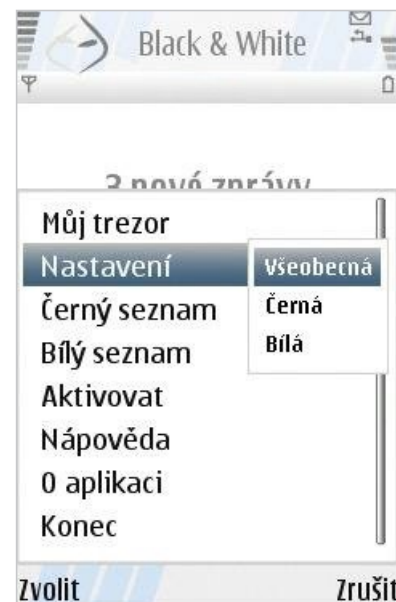 Black & White
3 nové zprávy
Můj trezor
Nastavení
Všeobecná
Černý seznam
Černá
Bílý seznam
Bílá
Aktivovat
Nápověda
O aplikaci
Konec
Zvolit
Zrušit